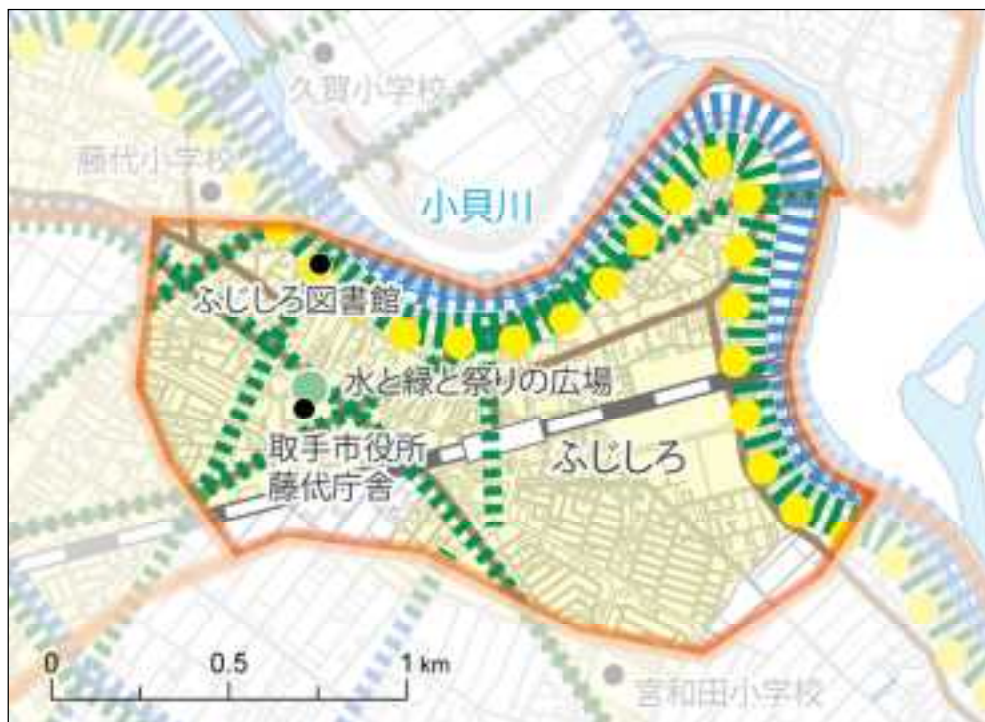 久賀小学校
藤代小学校
小貝川
ふじしろ図書館
水と緑と祭りの広場
取手市役所
藤代庁舎
ふじしろ
0 0.5 1 km
宮和田小学校